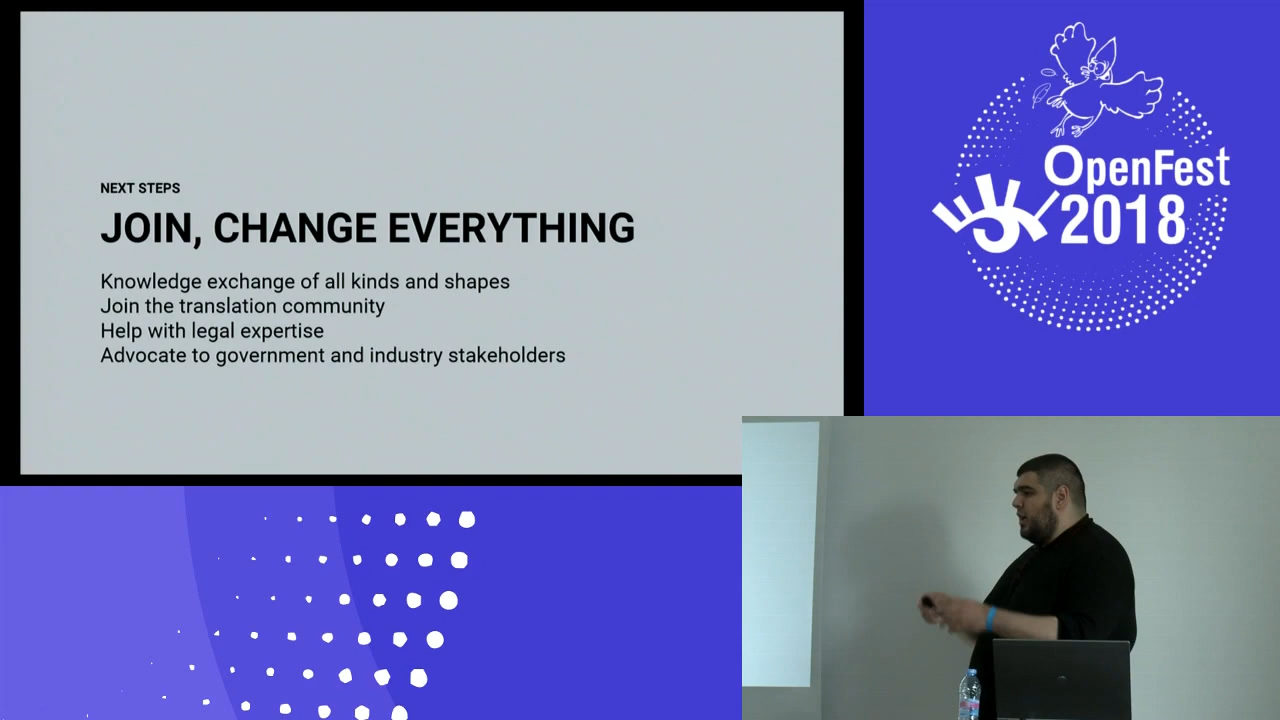 NEXT STEPS
JOIN, CHANGE EVERYTHING
Knowledge exchange of all kinds and shapes
Join the translation community
Help with legal expertise
Advocate to government and industry stakeholders
OpenFest
2018